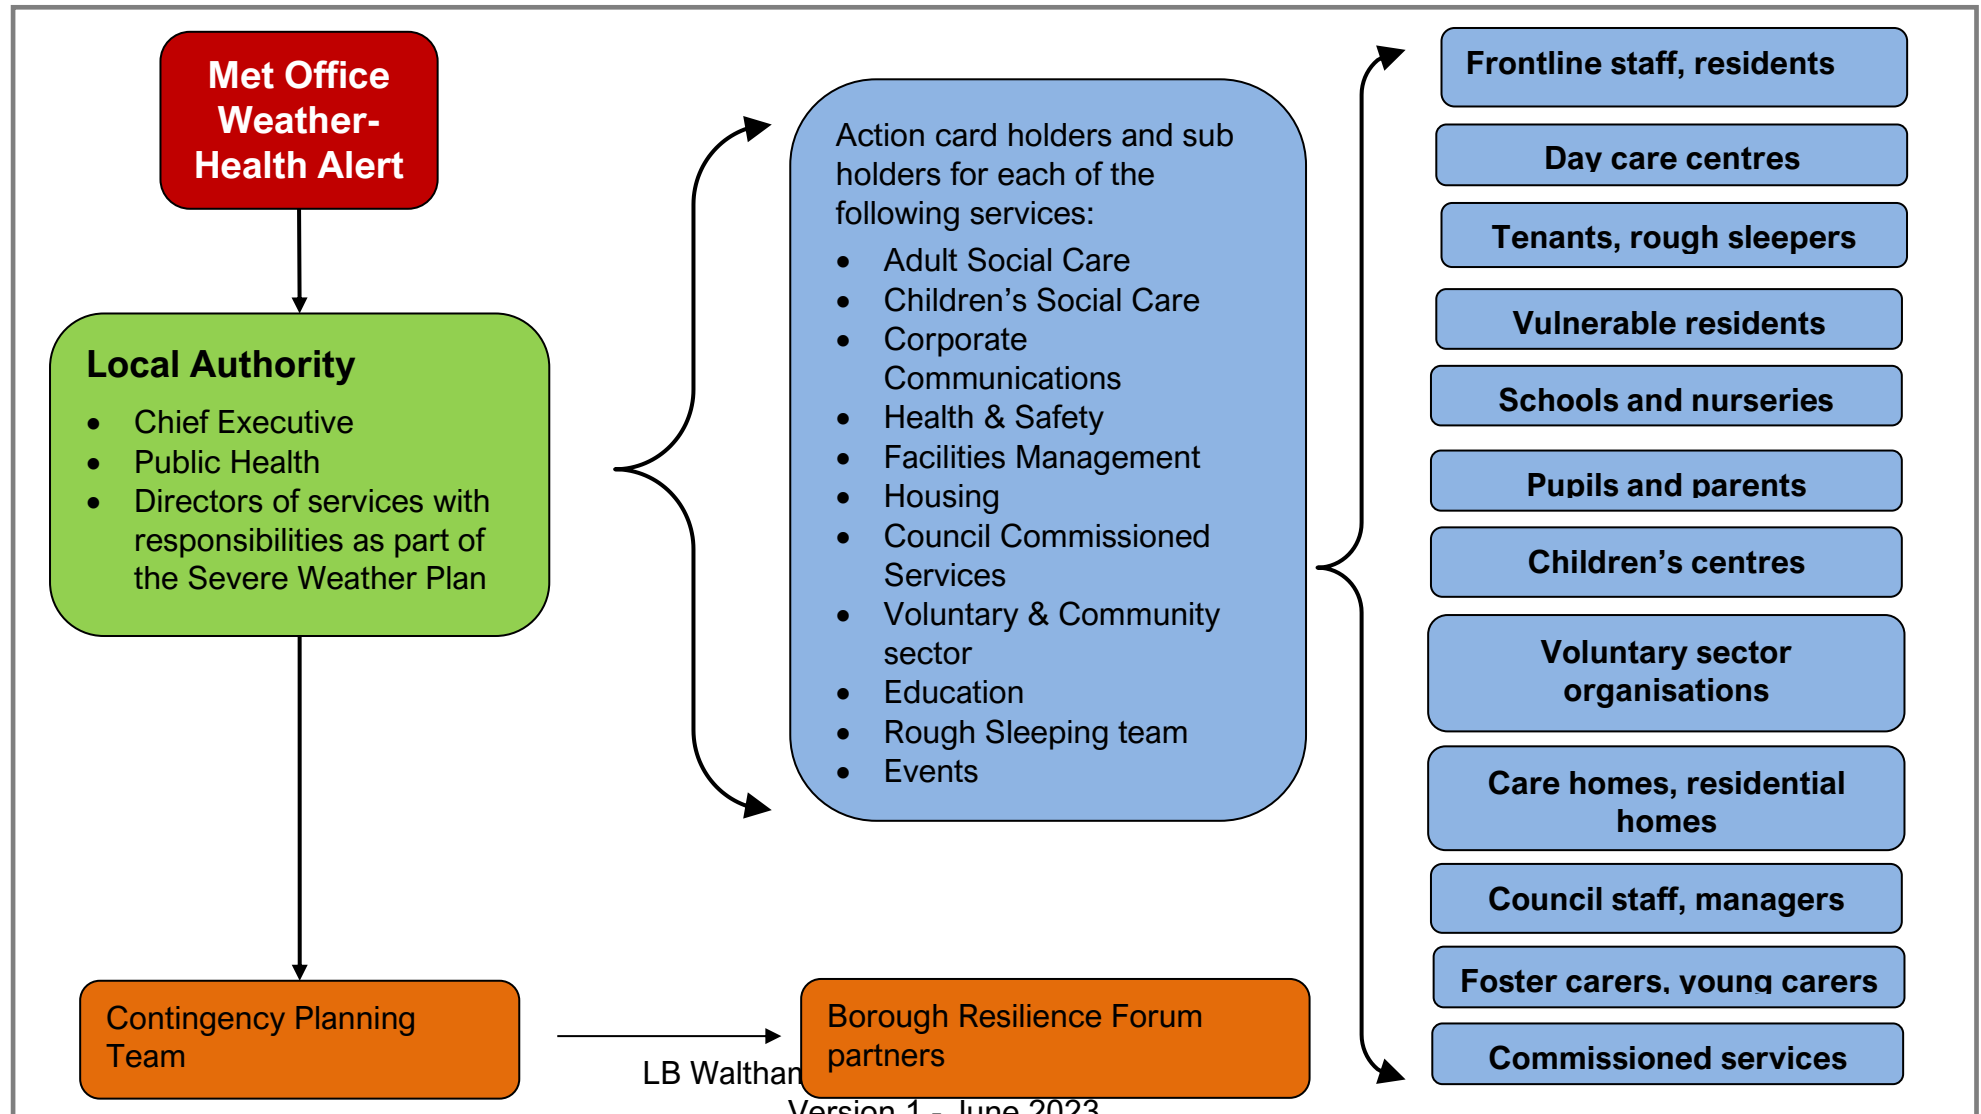 Met Office
Weather-
Health Alert
Local Authority
• Chief Executive
• Public Health
• Directors of services with
responsibilities as part of
the Severe Weather Plan
Contingency Planning
Team
Action card holders and sub
holders for each of the
following services:
• Adult Social Care
• Children’s Social Care
• Corporate
Communications
• Health & Safety
• Facilities Management
• Housing
• Council Commissioned
Services
• Voluntary & Community
sector
• Education
• Rough Sleeping team
• Events
Borough Resilience Forum
partners
Frontline staff, residents
Day care centres
Tenants, rough sleepers
Vulnerable residents
Schools and nurseries
Pupils and parents
Children’s centres
Voluntary sector
organisations
Care homes, residential
homes
Council staff, managers
Foster carers, young carers
Commissioned services
LB Waltham
Version 1 - June 2023